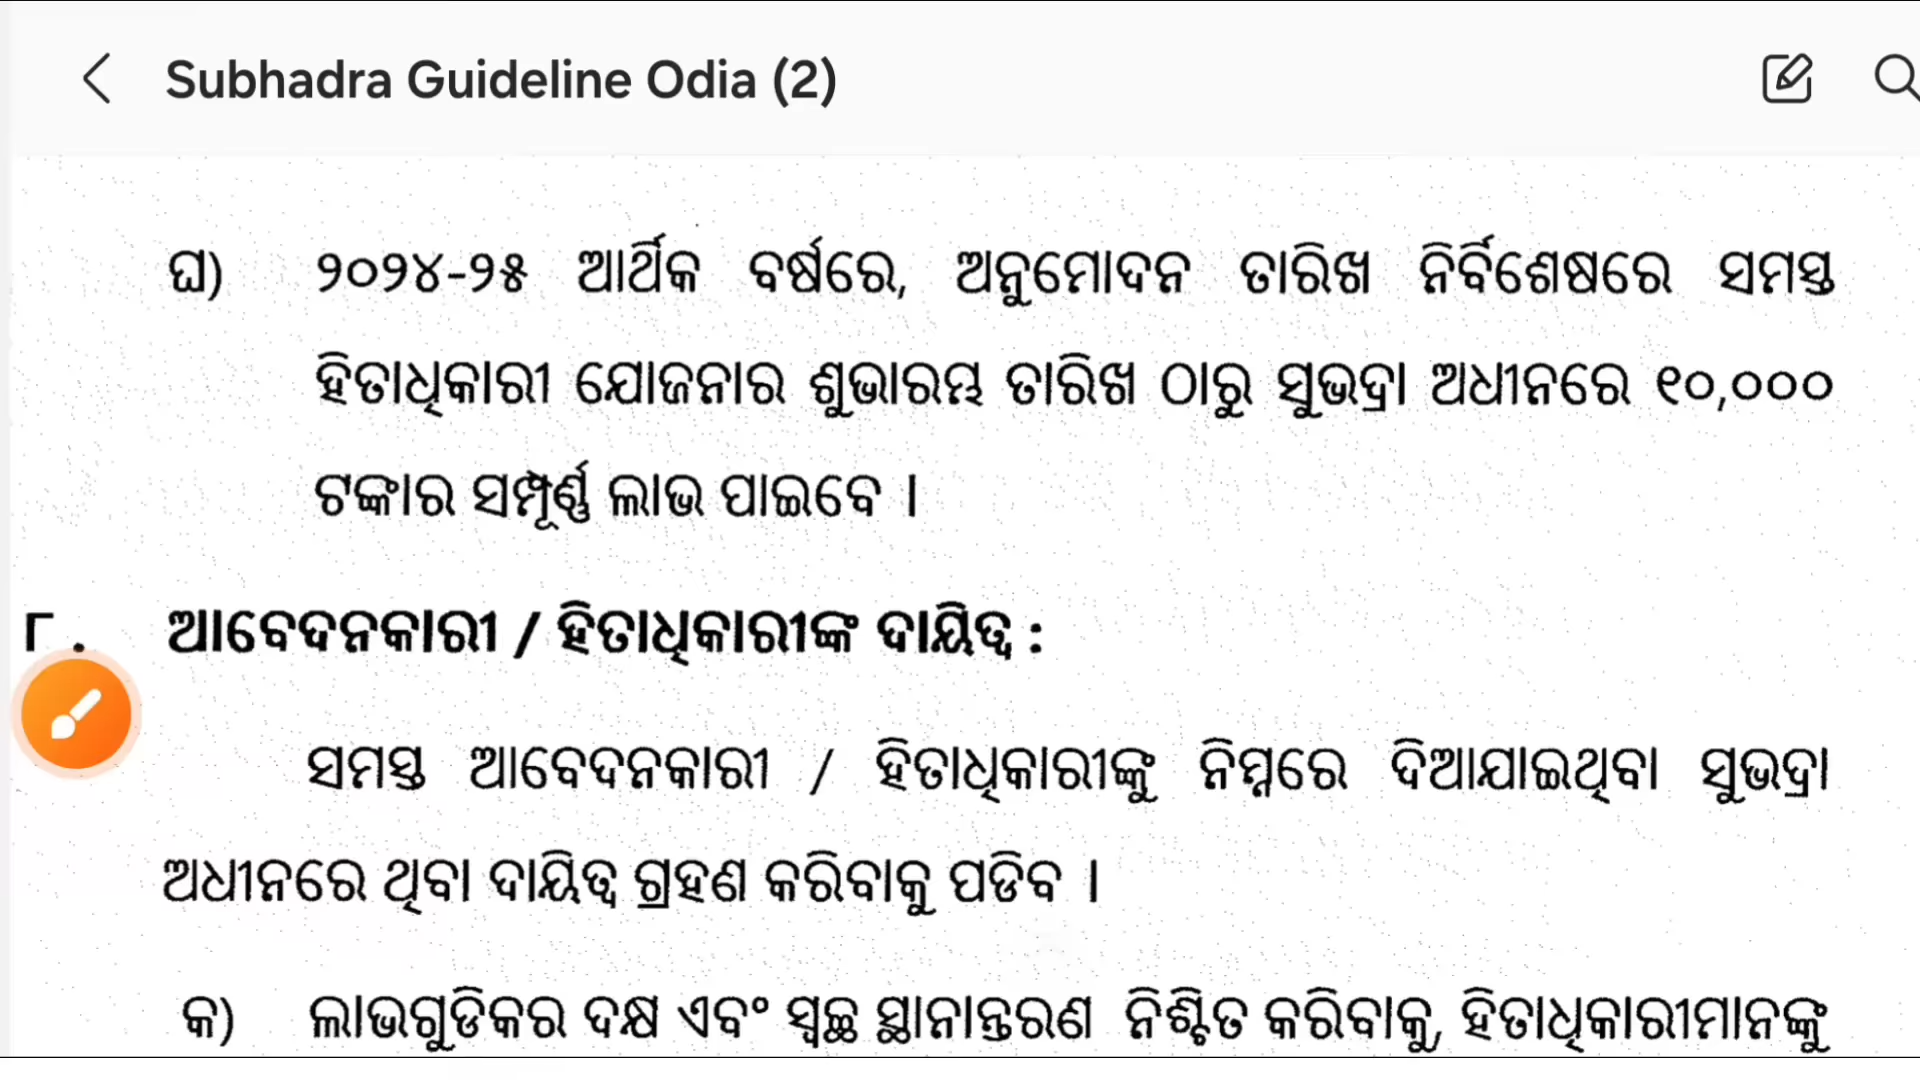 Subhadra Guideline Odia (2)
ଘ) ୨୦୨୪-୨୫ ଆର୍ଥିକ ବର୍ଷରେ, ଅନୁମୋଦନ ତାରିଖ ନିର୍ବିଶେଷରେ ସମସ୍ତ
ହିତାଧିକାରୀ ଯୋଜନାର ଶୁଭାରମ୍ଭ ତାରିଖ ଠାରୁ ସୁଭଦ୍ରା ଅଧୀନରେ ୧୦,୦୦୦
ଟଙ୍କାର ସମ୍ପୂର୍ଣ୍ଣ ଲାଭ ପାଇବେ ।
୮. ଆବେଦନକାରୀ / ହିତାଧିକାରୀଙ୍କ ଦାୟିତ୍ୱ :
ସମସ୍ତ ଆବେଦନକାରୀ / ହିତାଧିକାରୀଙ୍କୁ ନିମ୍ନରେ ଦିଆଯାଇଥିବା ସୁଭଦ୍ରା
ଅଧୀନରେ ଥିବା ଦାୟିତ୍ୱ ଗ୍ରହଣ କରିବାକୁ ପଡିବ ।
କ) ଲାଭଗୁଡିକର ଦକ୍ଷ ଏବଂ ସ୍ୱଚ୍ଛ ସ୍ଥାନାନ୍ତରଣ ନିଶ୍ଚିତ କରିବାକୁ, ହିତାଧିକାରୀମାନଙ୍କୁ